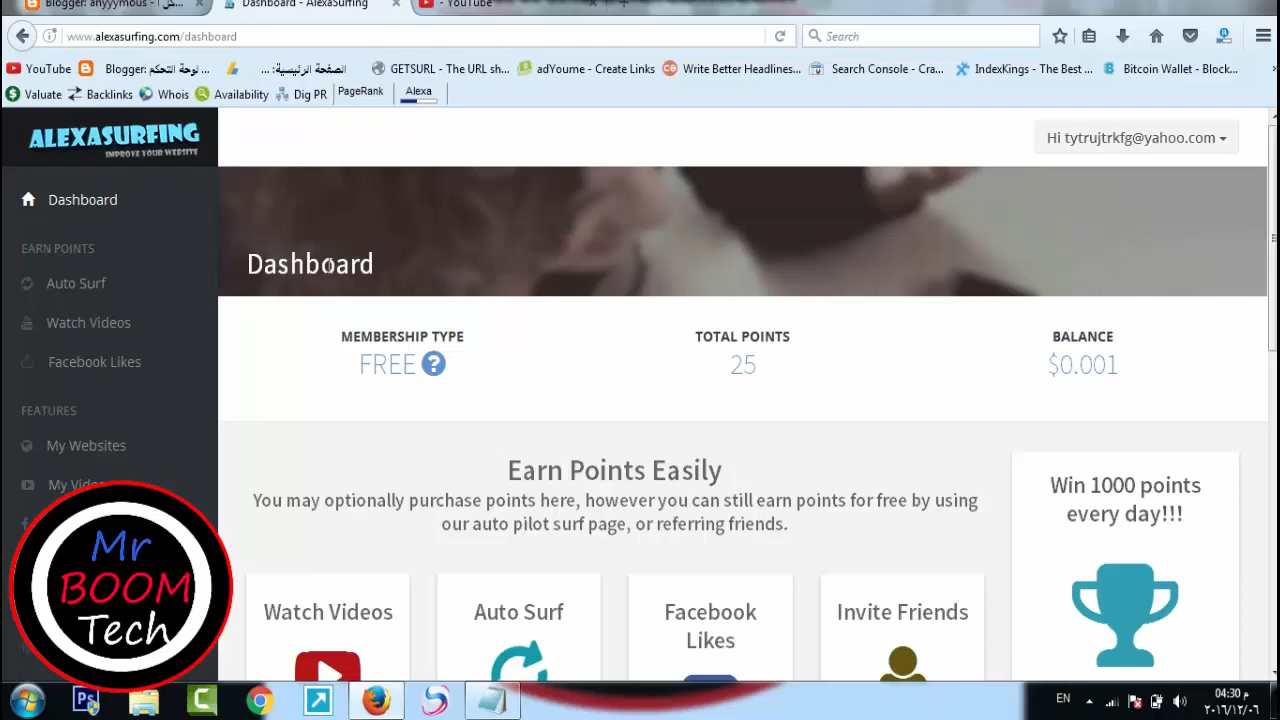 Blogger: anyyymous - كل ا
Dashboard - AlexaSurfing
- YouTube
www.alexasurfing.com/dashboard
Search
YouTube
Blogger: لوحة التحكم ...
الصفحة الرئيسية: ...
GETSURL - The URL sh...
adYoume - Create Links
Write Better Headlines...
Search Console - Cra...
IndexKings - The Best ...
Bitcoin Wallet - Block...
Valuate
Backlinks
Whois
Availability
Dig PR
PageRank
Alexa
ALEXASURFING
IMPROVE YOUR WEBSITE
Hi tytrujtrkfg@yahoo.com
Dashboard
EARN POINTS
Auto Surf
Watch Videos
Facebook Likes
FEATURES
My Websites
Dashboard
MEMBERSHIP TYPE
FREE ?
TOTAL POINTS
25
BALANCE
$0.001
Earn Points Easily
You may optionally purchase points here, however you can still earn points for free by using
our auto pilot surf page, or referring friends.
Win 1000 points
every day!!!
Watch Videos
Auto Surf
Facebook
Likes
Invite Friends
Mr
BOOM
Tech
Ps
EN
04:30 م
٢٠١٦/١٢/٠٦